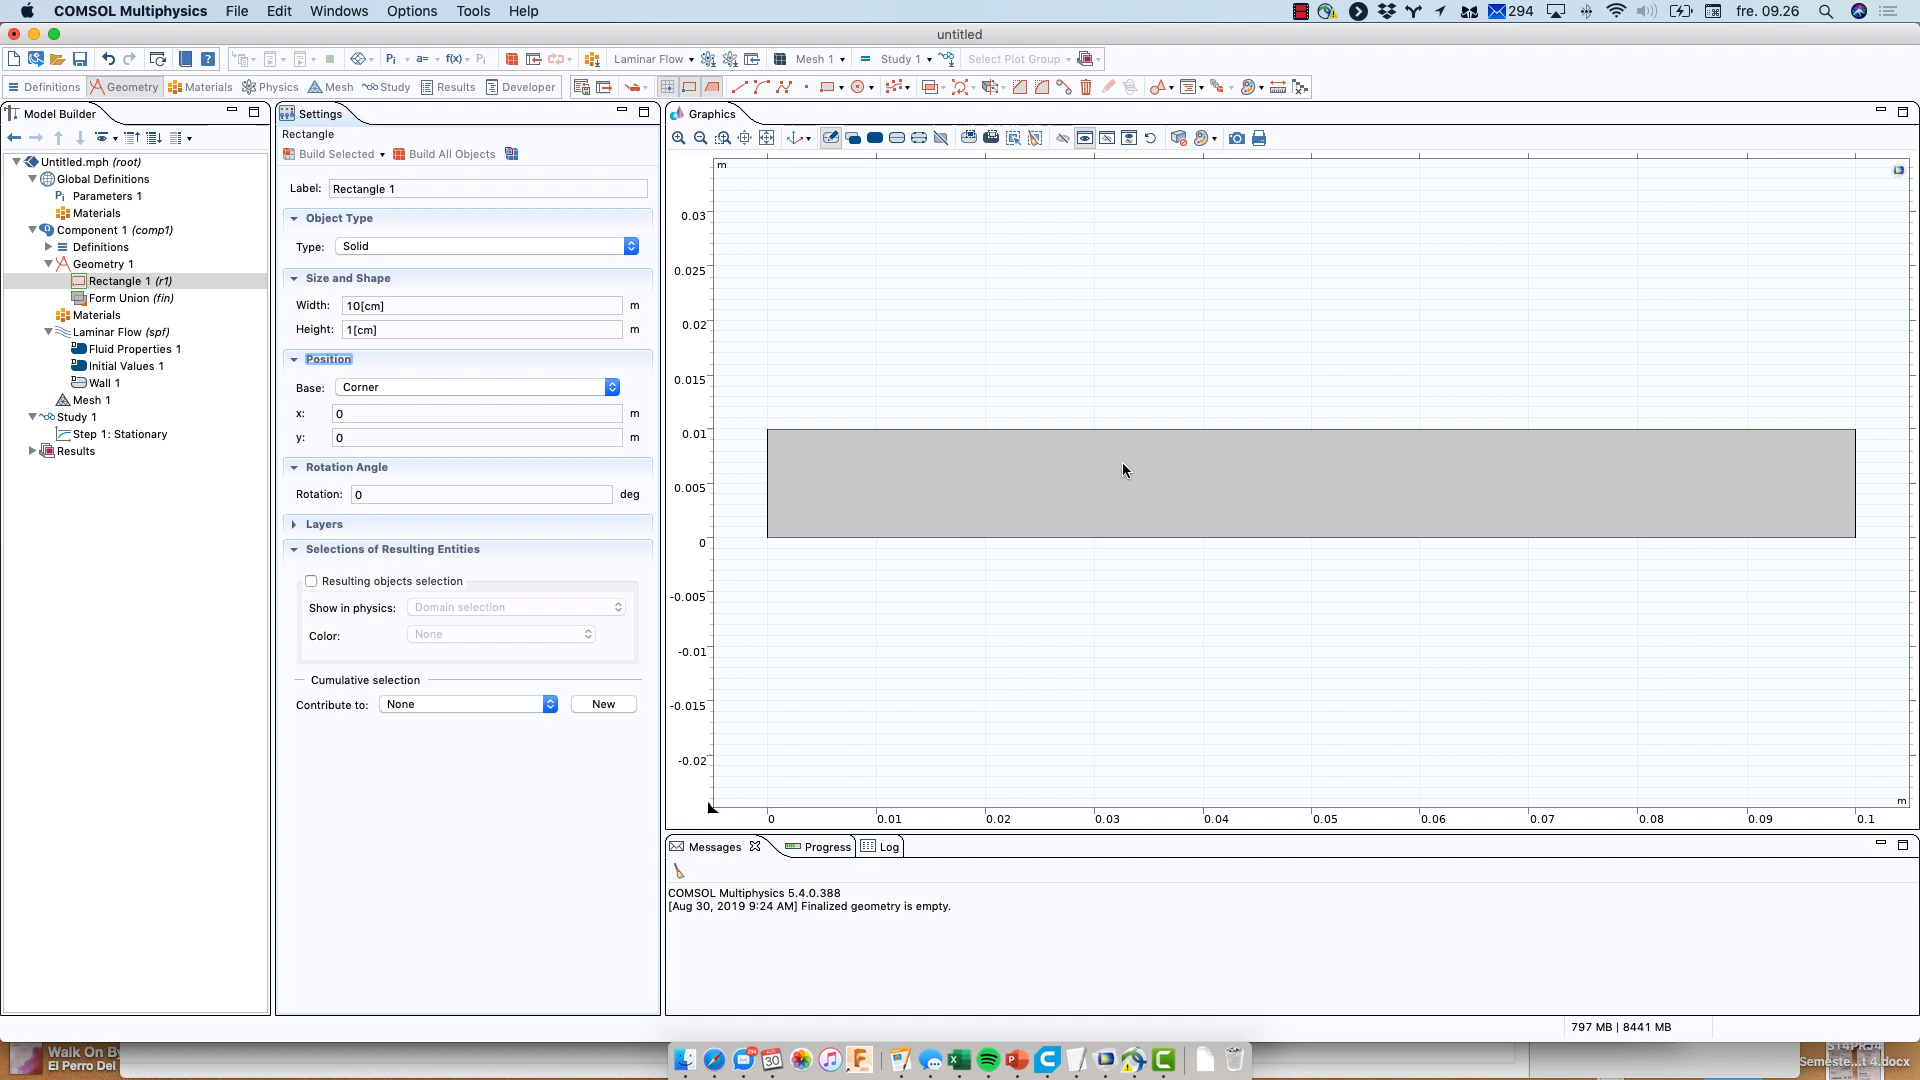 COMSOL Multiphysics File Edit Windows Options Tools Help 294 fre. 09.26
untitled
Laminar Flow Mesh 1 Study 1 Select Plot Group
Definitions Geometry Materials Physics Mesh Study Results Developer
Model Builder
Untitled.mph (root)
Global Definitions
Parameters 1
Materials
Component 1 (comp1)
Definitions
Geometry 1
Rectangle 1 (r1)
Form Union (fin)
Materials
Laminar Flow (spf)
Fluid Properties 1
Initial Values 1
Wall 1
Mesh 1
Study 1
Step 1: Stationary
Results
Settings
Rectangle
Build Selected Build All Objects
Label: Rectangle 1
Object Type
Type: Solid
Size and Shape
Width: 10[cm] m
Height: 1[cm] m
Position
Base: Corner
x: 0 m
y: 0 m
Rotation Angle
Rotation: 0 deg
Layers
Selections of Resulting Entities
Resulting objects selection
Show in physics: Domain selection
Color: None
Cumulative selection
Contribute to: None New
Graphics
m
0.03
0.025
0.02
0.015
0.01
0.005
0
-0.005
-0.01
-0.015
-0.02
m
0 0.01 0.02 0.03 0.04 0.05 0.06 0.07 0.08 0.09 0.1
Messages Progress Log
COMSOL Multiphysics 5.4.0.388
[Aug 30, 2019 9:24 AM] Finalized geometry is empty.
797 MB | 8441 MB
Walk On By
El Perro Del
Semeste...t 4.docx